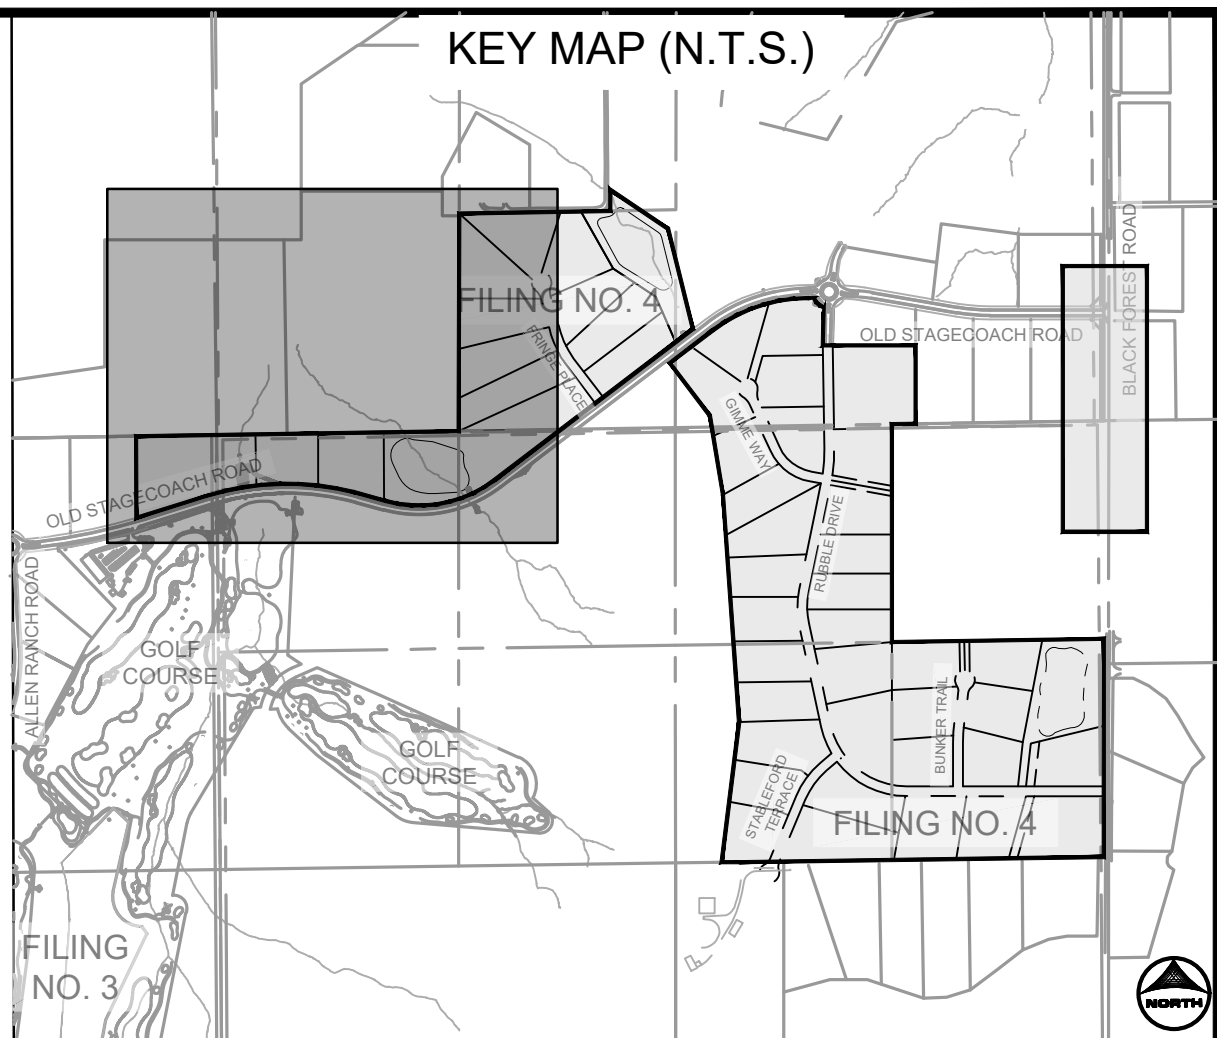 KEY MAP (N.T.S.)
BLACK FOREST ROAD
FILING NO. 4
OLD STAGECOACH ROAD
FRINGE PLACE
GIMME WAY
OLD STAGECOACH ROAD
RUBBLE DRIVE
ALLEN RANCH ROAD
GOLF
COURSE
BUNKER TRAIL
GOLF
COURSE
STABLEFORD
TERRACE
FILING NO. 4
FILING
NO. 3
NORTH